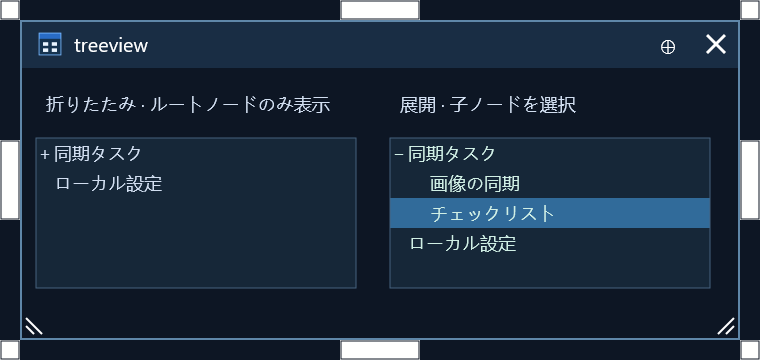 treeview
折りたたみ · ルートノードのみ表示
+ 同期タスク
ローカル設定
展開 · 子ノードを選択
− 同期タスク
画像の同期
チェックリスト
ローカル設定